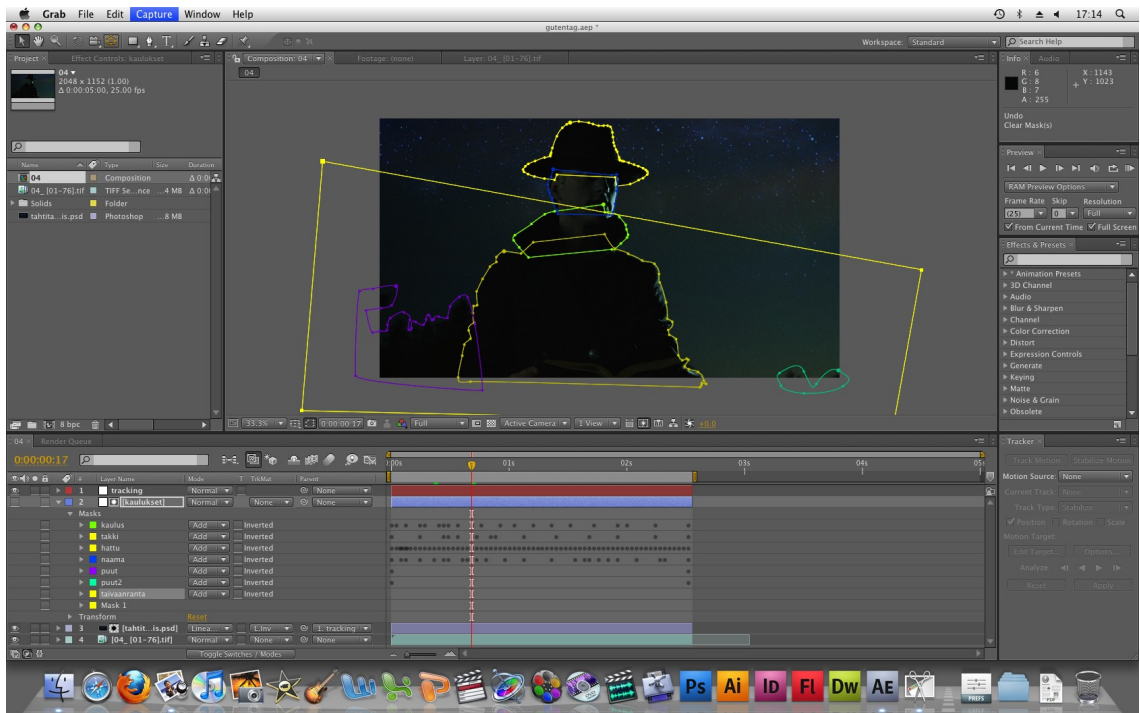 Grab File Edit Capture Window Help 17:14
gutentag.aep *
Workspace: Standard Search Help
Project × Effect Controls: kaulukset Composition: 04 × Footage: (none) Layer: 04_ [01-76].tif Info × Audio
04 04
2048 x 1152 (1.00)
Δ 0:00:05:00, 25.00 fps
R : 6 X : 1143
G : 8 + Y : 1023
B : 7
A : 255
Undo
Clear Mask(s)
Preview ×
RAM Preview Options
Frame Rate Skip Resolution
(25) 0 Full
From Current Time Full Screen
Name Type Size Duration
04 Composition Δ 0:00
04_ [01-76].tif TIFF Se...nce ...4 MB Δ 0:00
Solids Folder
tahtita...is.psd Photoshop ...8 MB
Effects & Presets ×
* Animation Presets
3D Channel
Audio
Blur & Sharpen
Channel
Color Correction
Distort
Expression Controls
Generate
Keying
Matte
Noise & Grain
Obsolete
8 bpc 33.3% 0:00:00:17 Full Active Camera 1 View +0.0
04 × Render Queue
0:00:00:17
):00s 01s 02s 03s 04s 05s
# Layer Name Mode T TrkMat Parent
1 tracking Normal None
2 [kaulukset] Normal None None
Masks
kaulus Add Inverted
takki Add Inverted
hattu Add Inverted
naama Add Inverted
puut Add Inverted
puut2 Add Inverted
taivaanranta Add Inverted
Mask 1
Transform Reset
3 [tahtit...is.psd] Linea... L.Inv 1. tracking
4 [04_ [01-76].tif] Normal None None
Toggle Switches / Modes
Tracker ×
Track Motion Stabilize Motion
Motion Source: None
Current Track: None
Track Type: Stabilize
Position Rotation Scale
Motion Target:
Edit Target... Options...
Analyze:
Reset Apply
Ps Ai ID FL Dw AE PREFS PDF